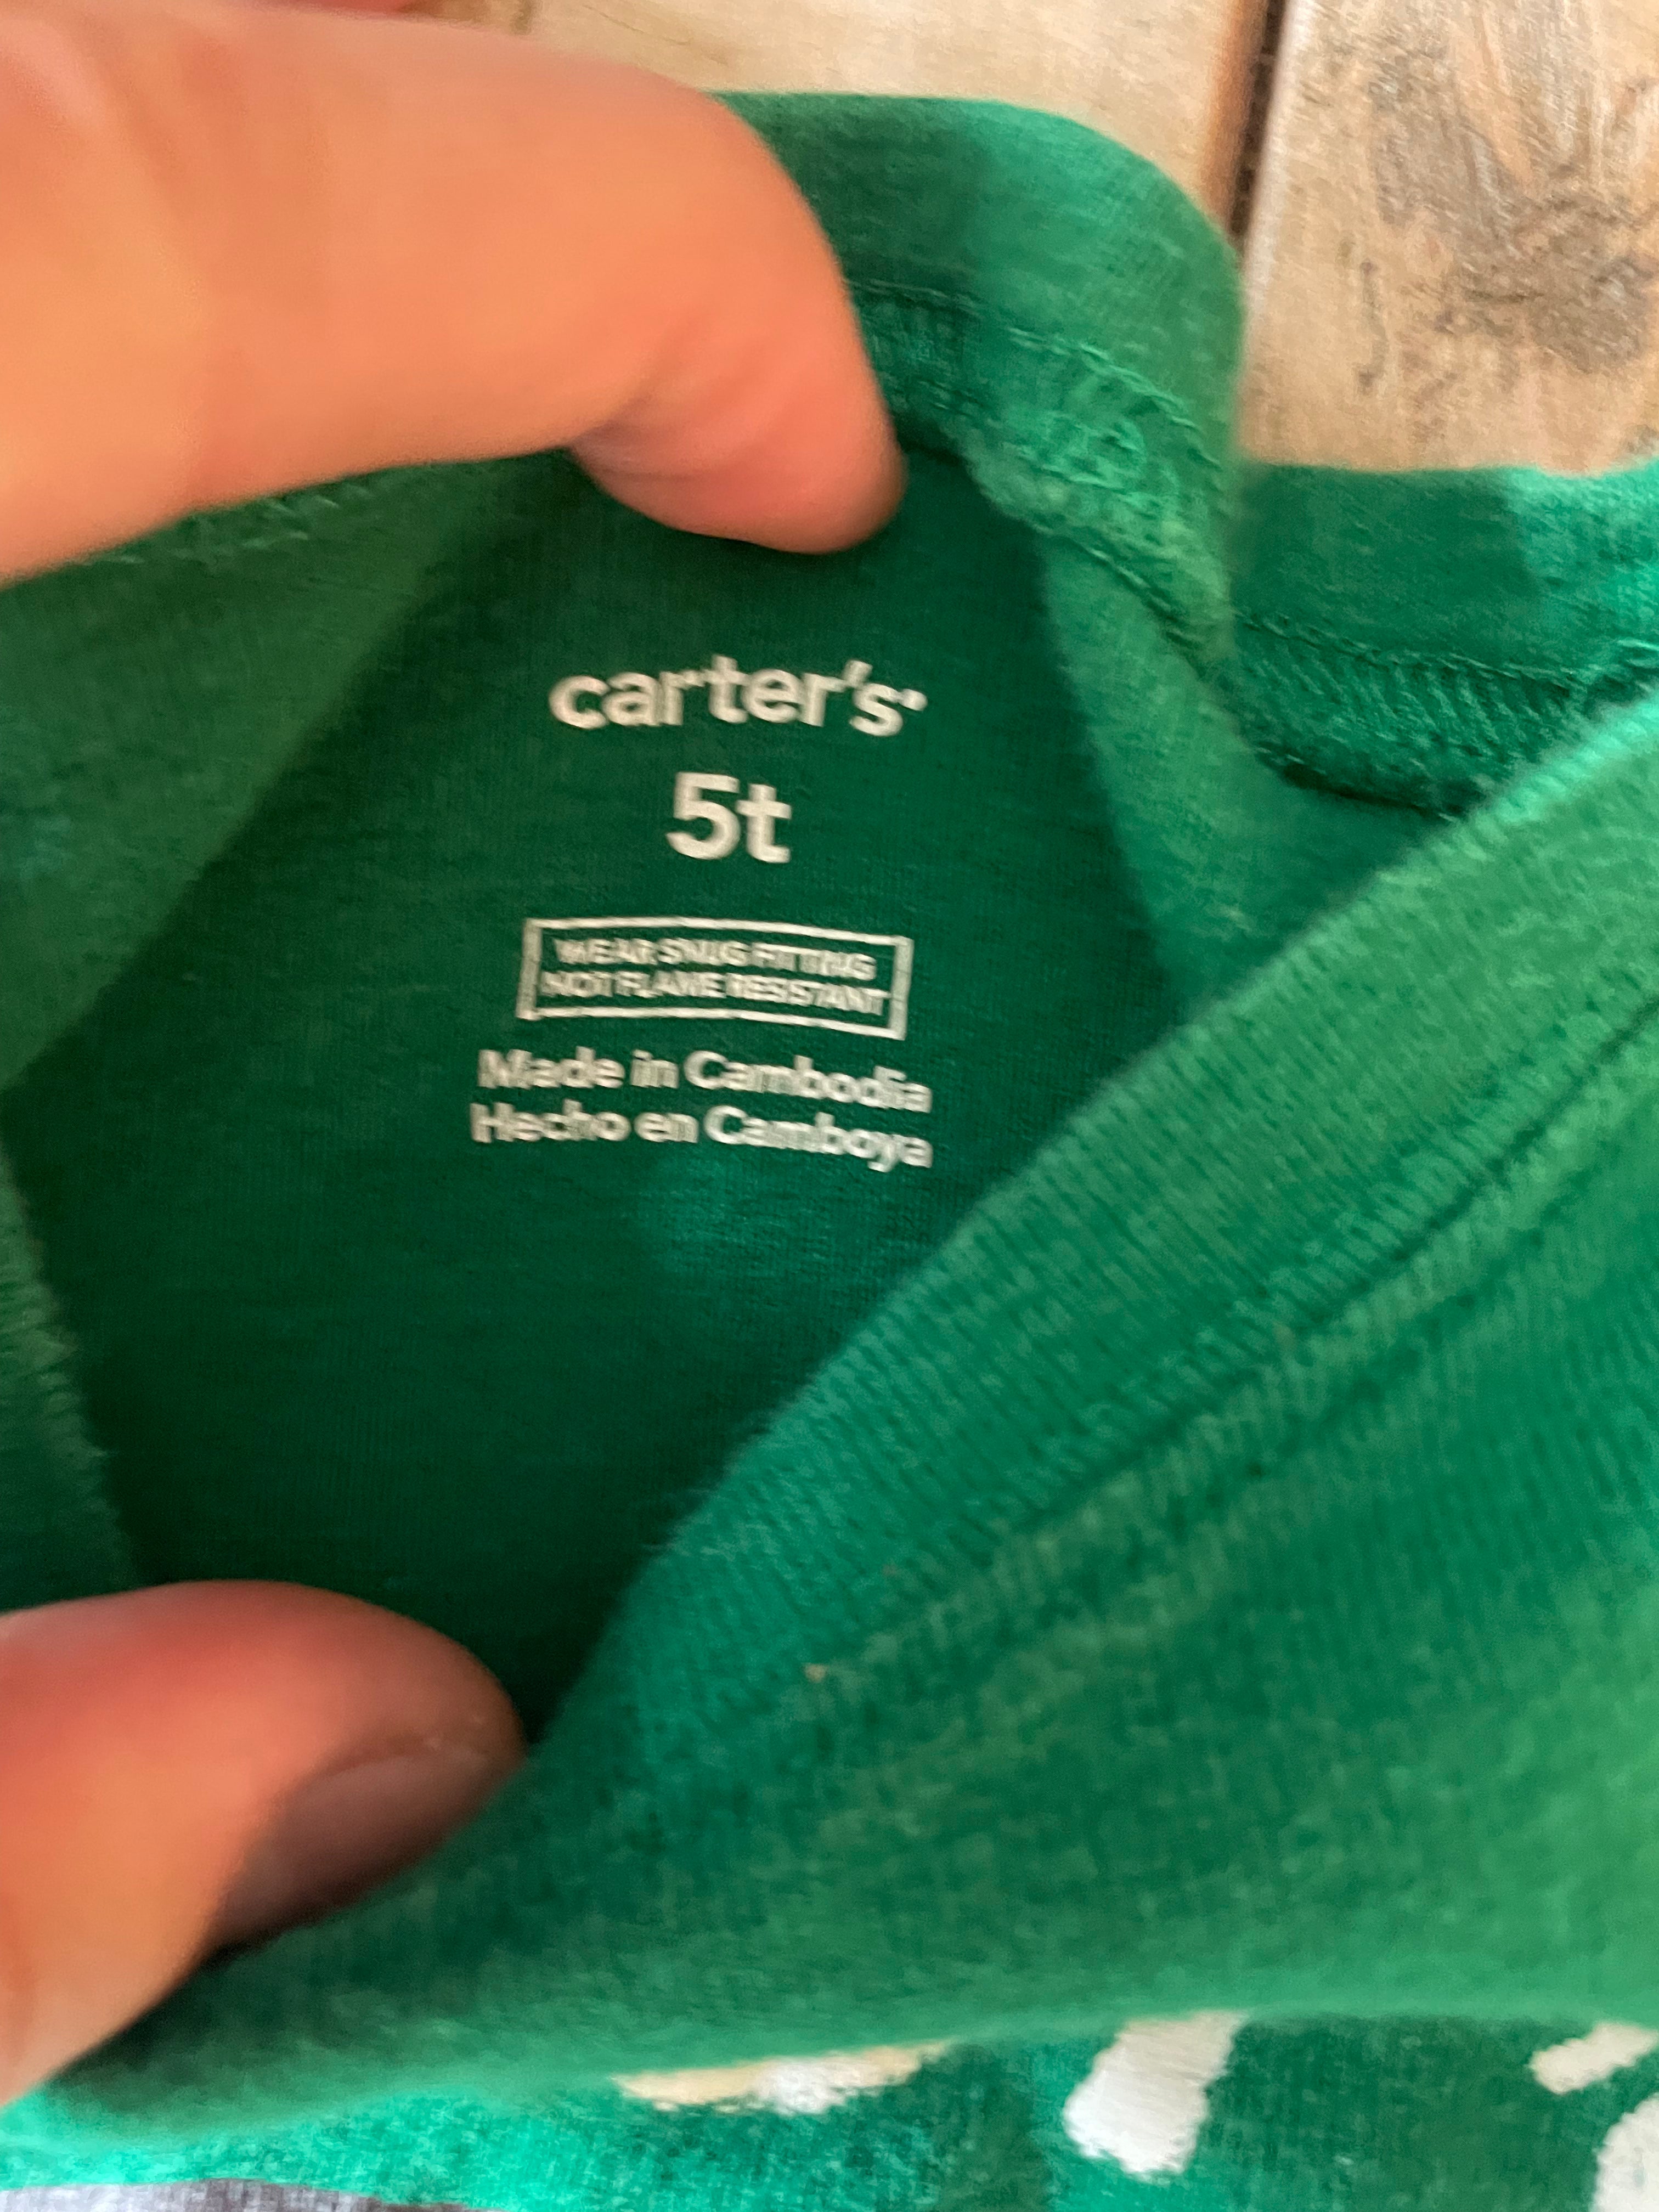 carter's
5t
WEAR SNUG FITTING
NOT FLAME RESISTANT
Made in Cambodia
Hecho en Camboya